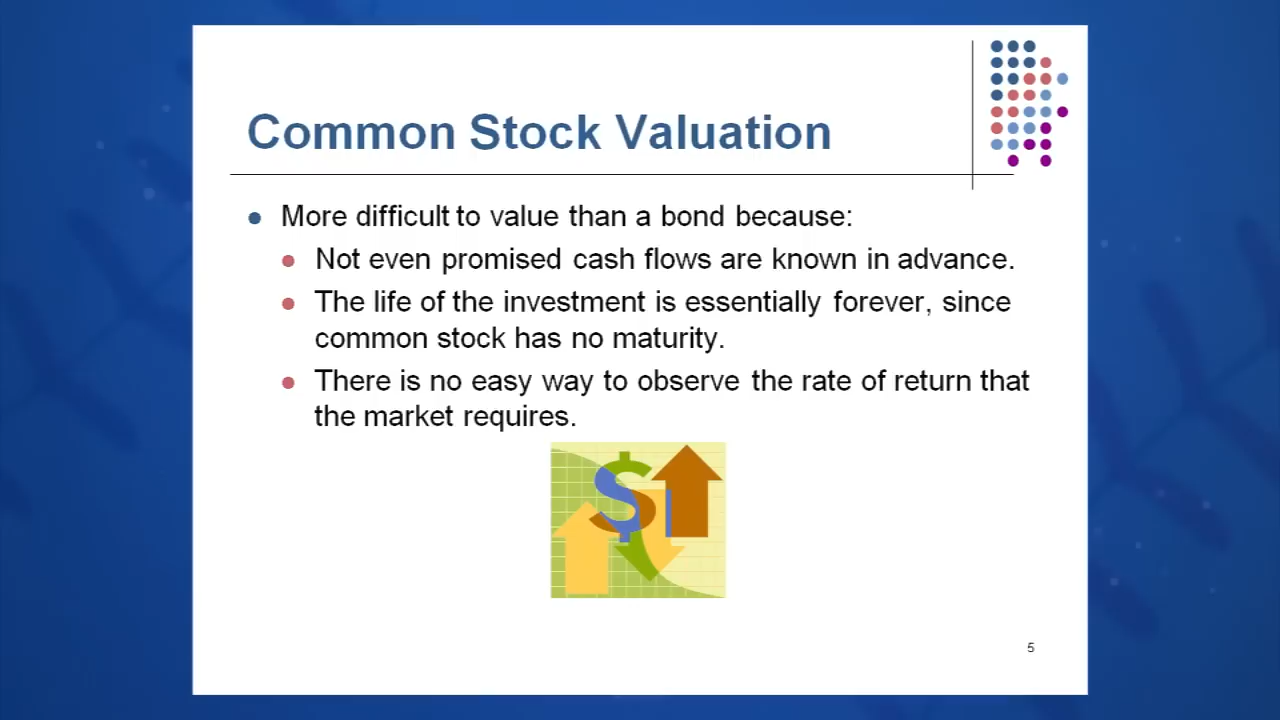 Common Stock Valuation
More difficult to value than a bond because:
Not even promised cash flows are known in advance.
The life of the investment is essentially forever, since
common stock has no maturity.
There is no easy way to observe the rate of return that
the market requires.
$
5